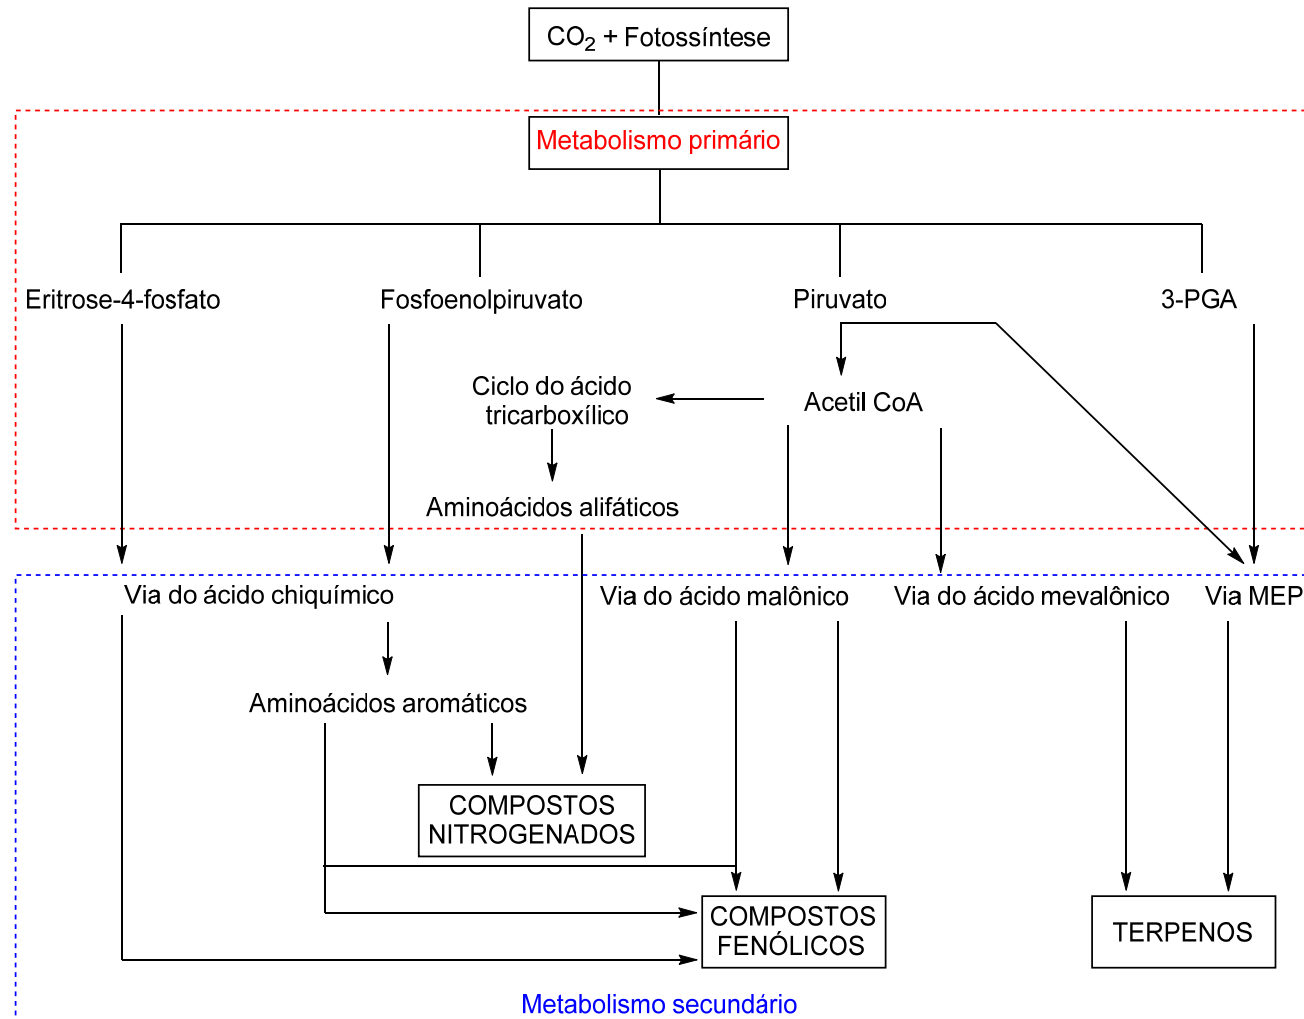 CO₂ + Fotossíntese
Metabolismo primário
Eritrose-4-fosfato
Fosfoenolpiruvato
Piruvato
3-PGA
Ciclo do ácido
tricarboxílico
Acetil CoA
Aminoácidos alifáticos
Via do ácido chiquímico
Via do ácido malônico
Via do ácido mevalônico
Via MEP
Aminoácidos aromáticos
COMPOSTOS
NITROGENADOS
COMPOSTOS
FENÓLICOS
TERPENOS
Metabolismo secundário